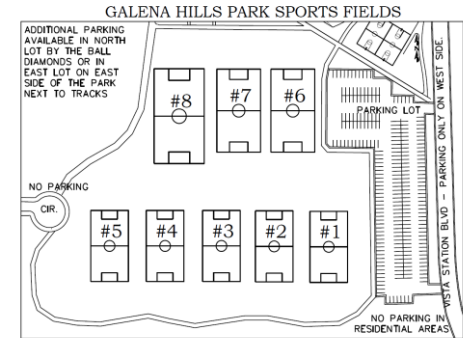 GALENA HILLS PARK SPORTS FIELDS
ADDITIONAL PARKING
AVAILABLE IN NORTH
LOT BY THE BALL
DIAMONDS OR IN
EAST LOT ON EAST
SIDE OF THE PARK
NEXT TO TRACKS
#8
#7
#6
PARKING LOT
NO PARKING
CIR.
#5
#4
#3
#2
#1
VISTA STATION BLVD - PARKING ONLY ON WEST SIDE.
NO PARKING IN
RESIDENTIAL AREAS